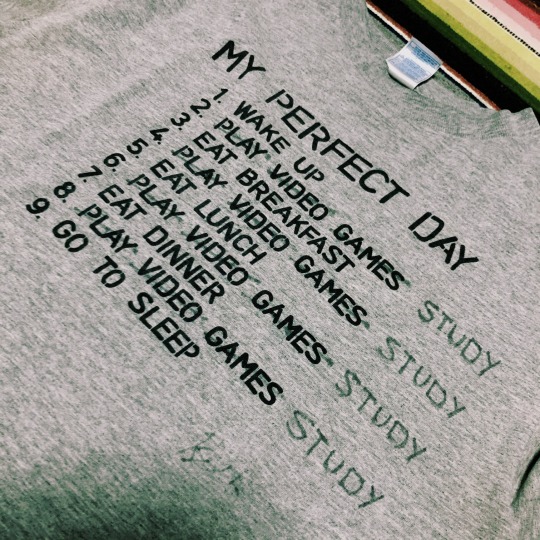 MY PERFECT DAY
1. WAKE UP
2. PLAY VIDEO GAMES STUDY
3. EAT BREAKFAST
4. PLAY VIDEO GAMES STUDY
5. EAT LUNCH
6. PLAY VIDEO GAMES STUDY
7. EAT DINNER
8. PLAY VIDEO GAMES STUDY
9. GO TO SLEEP